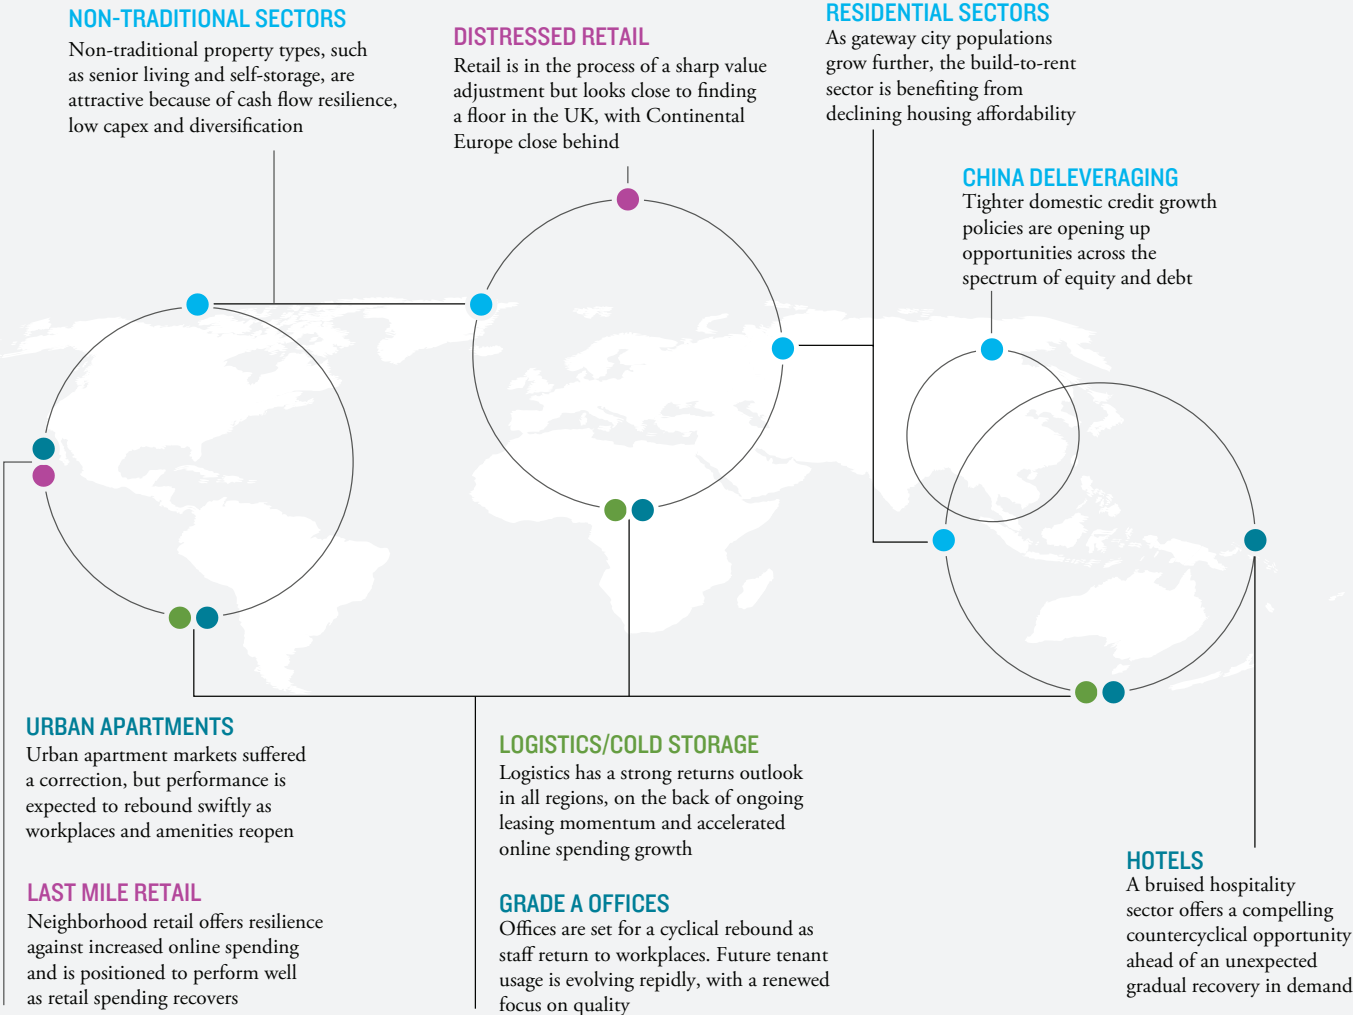 NON-TRADITIONAL SECTORS
Non-traditional property types, such
as senior living and self-storage, are
attractive because of cash flow resilience,
low capex and diversification
DISTRESSED RETAIL
Retail is in the process of a sharp value
adjustment but looks close to finding
a floor in the UK, with Continental
Europe close behind
RESIDENTIAL SECTORS
As gateway city populations
grow further, the build-to-rent
sector is benefiting from
declining housing affordability
CHINA DELEVERAGING
Tighter domestic credit growth
policies are opening up
opportunities across the
spectrum of equity and debt
URBAN APARTMENTS
Urban apartment markets suffered
a correction, but performance is
expected to rebound swiftly as
workplaces and amenities reopen
LAST MILE RETAIL
Neighborhood retail offers resilience
against increased online spending
and is positioned to perform well
as retail spending recovers
LOGISTICS/COLD STORAGE
Logistics has a strong returns outlook
in all regions, on the back of ongoing
leasing momentum and accelerated
online spending growth
GRADE A OFFICES
Offices are set for a cyclical rebound as
staff return to workplaces. Future tenant
usage is evolving repidly, with a renewed
focus on quality
HOTELS
A bruised hospitality
sector offers a compelling
countercyclical opportunity
ahead of an unexpected
gradual recovery in demand